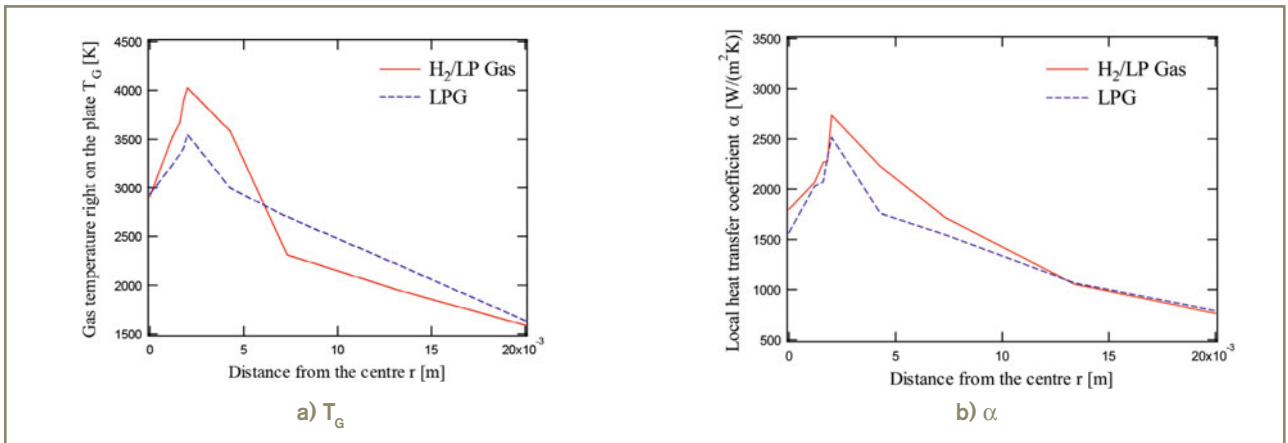 Gas temperature right on the plate T_G [K]
4500
4000
3500
3000
2500
2000
1500
H₂/LP Gas
LPG
0
5
10
15
20x10⁻³
Distance from the centre r [m]
a) T_G
Local heat transfer coefficient α [W/(m²K)]
3500
3000
2500
2000
1500
1000
500
H₂/LP Gas
LPG
0
5
10
15
20x10⁻³
Distance from the centre r [m]
b) α